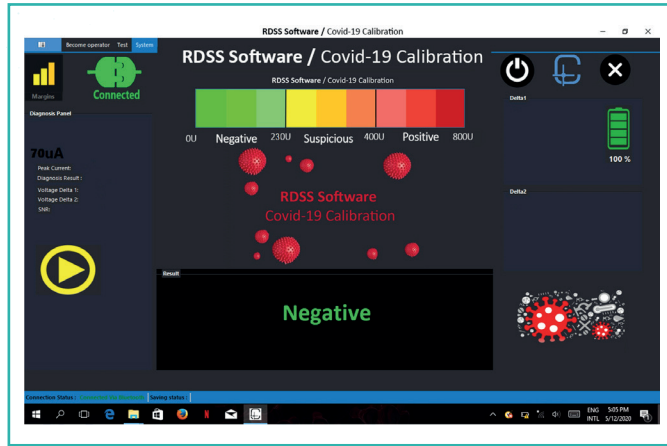 RDSS Software / Covid-19 Calibration
Become operator Test System
RDSS Software / Covid-19 Calibration
Margins
Connected
RDSS Software / Covid-19 Calibration
0U Negative 230U Suspicious 400U Positive 800U
Diagnosis Panel
70uA
Peak Current:
Diagnosis Result :
Voltage Delta 1:
Voltage Delta 2:
SNR:
RDSS Software
Covid-19 Calibration
Result
Negative
Delta1
100 %
Delta2
Connection Status :
Saving status :
ENG
INTL
5:05 PM
5/12/2020